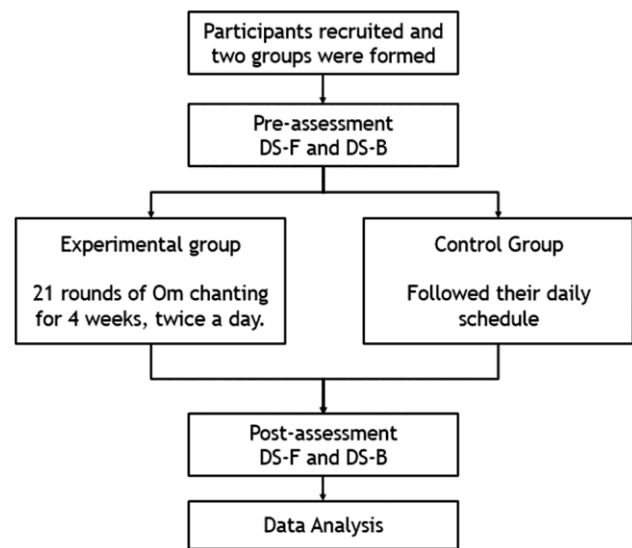 Participants recruited and
two groups were formed
Pre-assessment
DS-F and DS-B
Experimental group
21 rounds of Om chanting
for 4 weeks, twice a day.
Control Group
Followed their daily
schedule
Post-assessment
DS-F and DS-B
Data Analysis